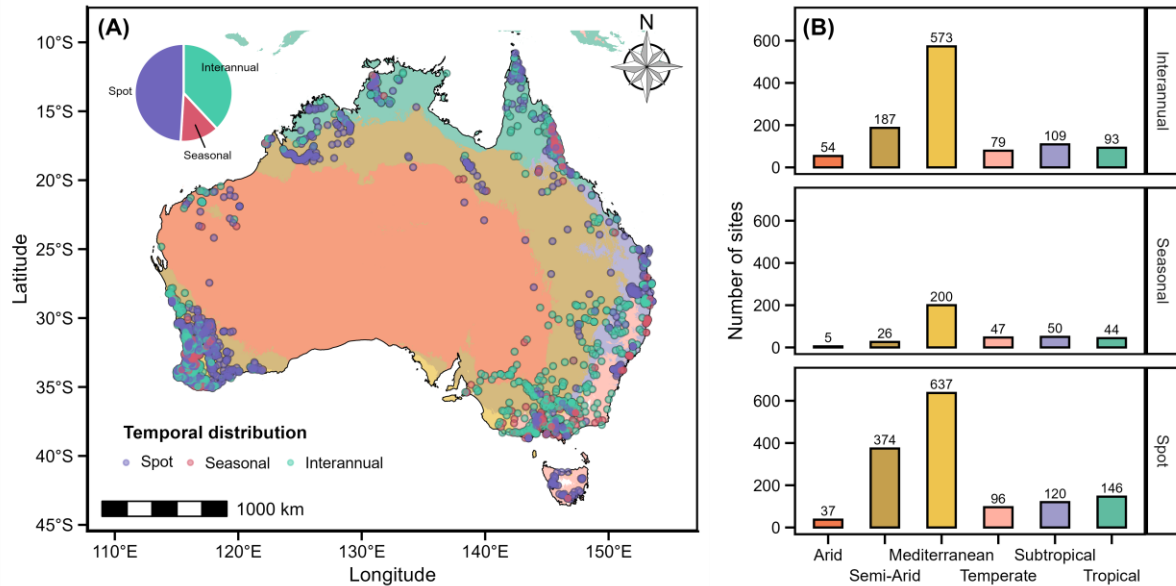 (A)
N
Interannual
Spot
Seasonal
10°S
15°S
20°S
25°S
30°S
35°S
40°S
45°S
Latitude
Temporal distribution
Spot Seasonal Interannual
1000 km
110°E 120°E 130°E 140°E 150°E
Longitude
(B)
Number of sites
600
400
200
0
54 187 573 79 109 93
Interannual
600
400
200
0
5 26 200 47 50 44
Seasonal
600
400
200
0
37 374 637 96 120 146
Spot
Arid Mediterranean Subtropical
Semi-Arid Temperate Tropical